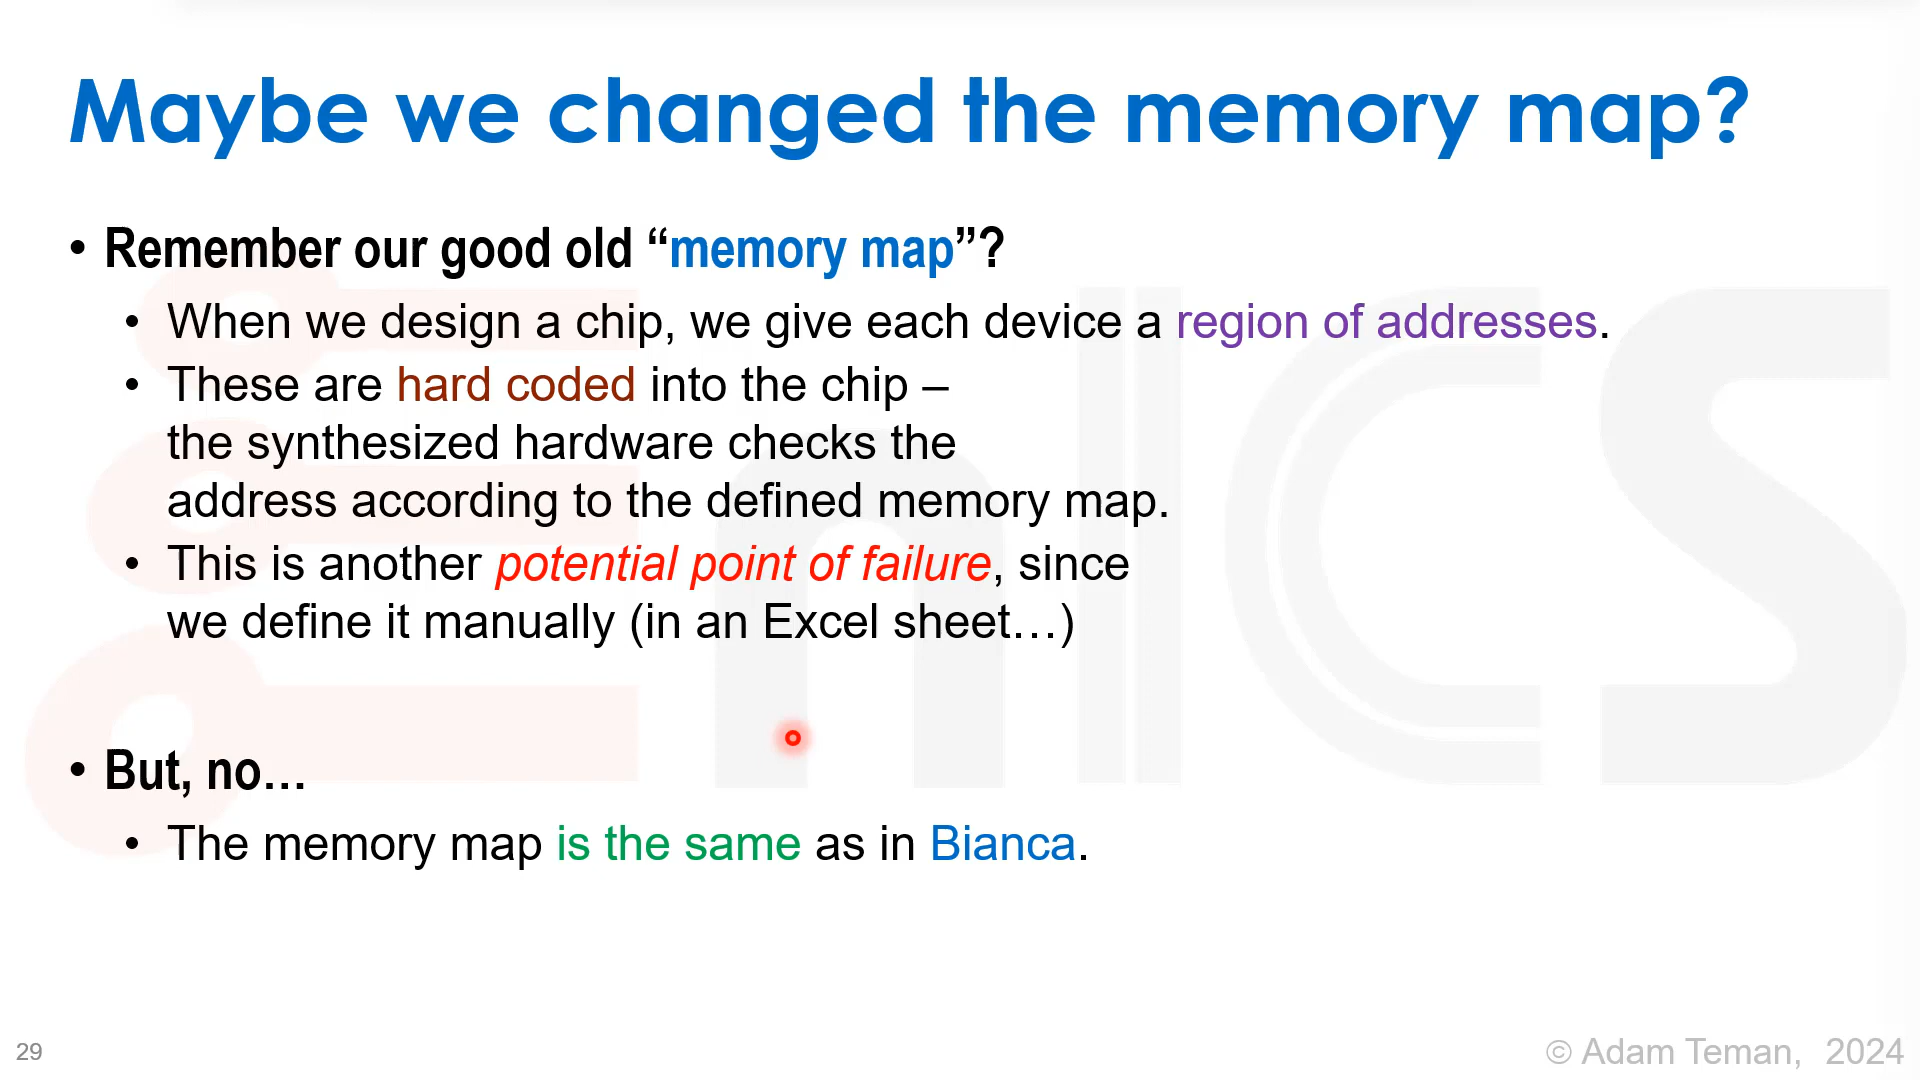 Maybe we changed the memory map?
• Remember our good old “memory map”?
• When we design a chip, we give each device a region of addresses.
• These are hard coded into the chip –
the synthesized hardware checks the
address according to the defined memory map.
• This is another potential point of failure, since
we define it manually (in an Excel sheet…)
• But, no…
• The memory map is the same as in Bianca.
29
© Adam Teman, 2024
nICS